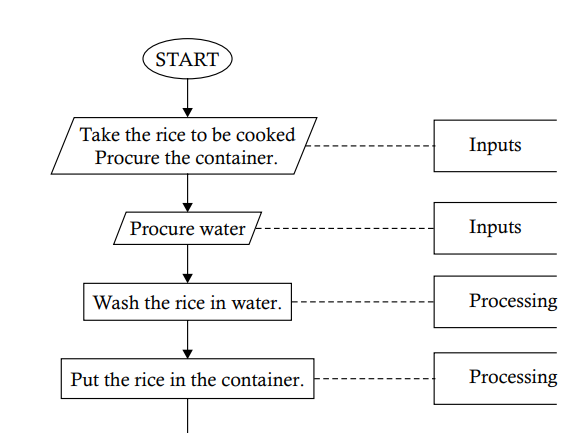 START
Take the rice to be cooked
Procure the container.
Inputs
Procure water
Inputs
Wash the rice in water.
Processing
Put the rice in the container.
Processing